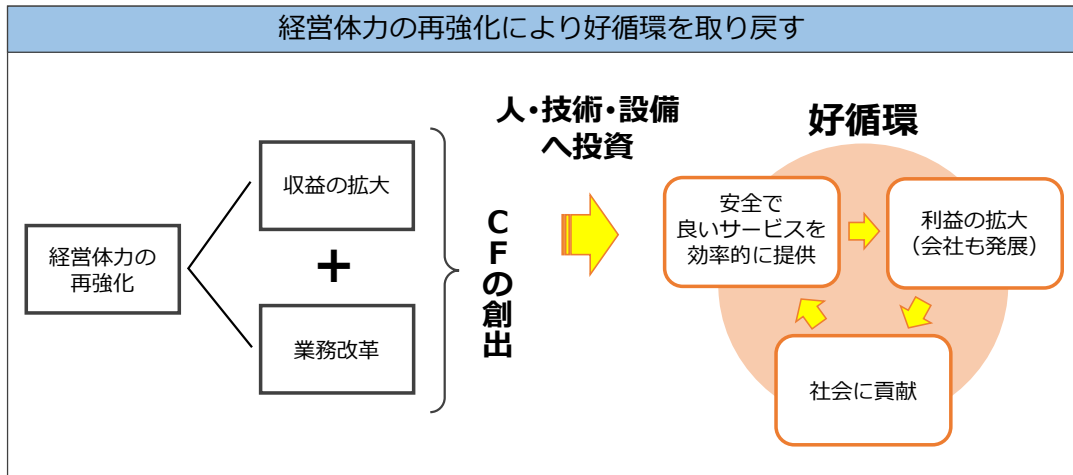 経営体力の再強化により好循環を取り戻す
経営体力の
再強化
収益の拡大
+
業務改革
CFの創出
人・技術・設備
へ投資
好循環
安全で
良いサービスを
効率的に提供
利益の拡大
（会社も発展）
社会に貢献